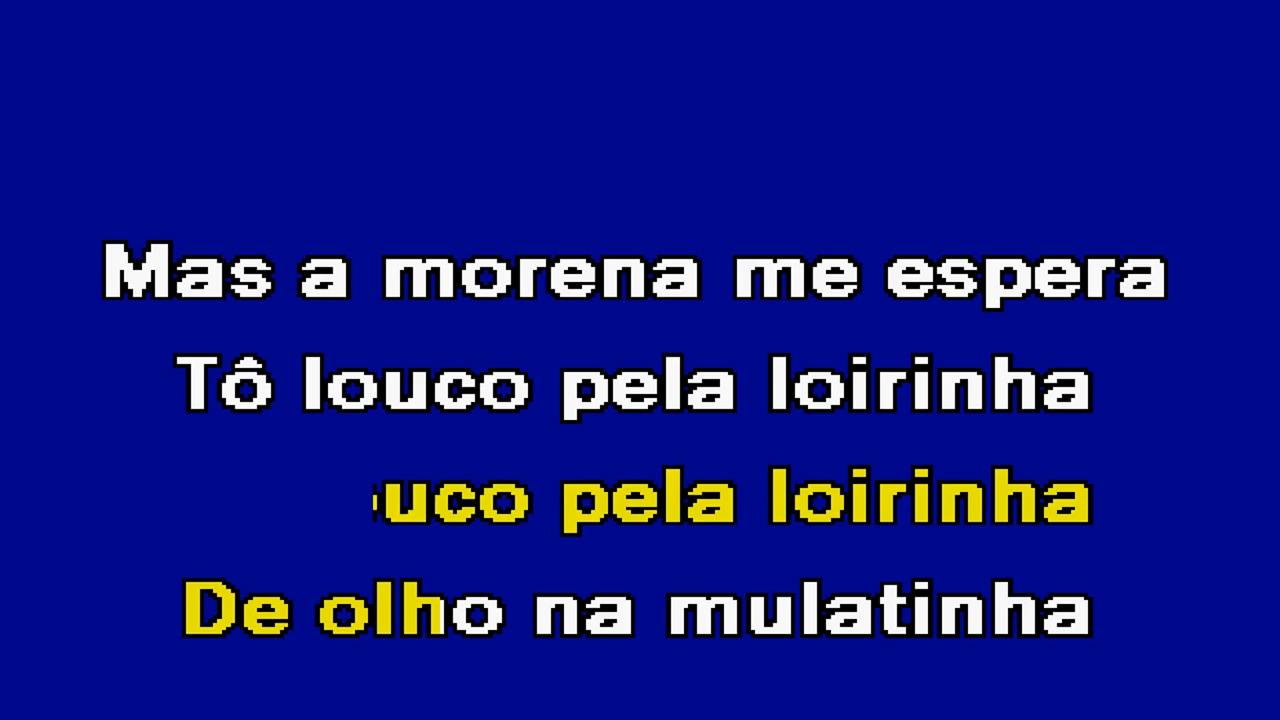 Mas a morena me espera
Tô louco pela loirinha
uco pela loirinha
De olho na mulatinha